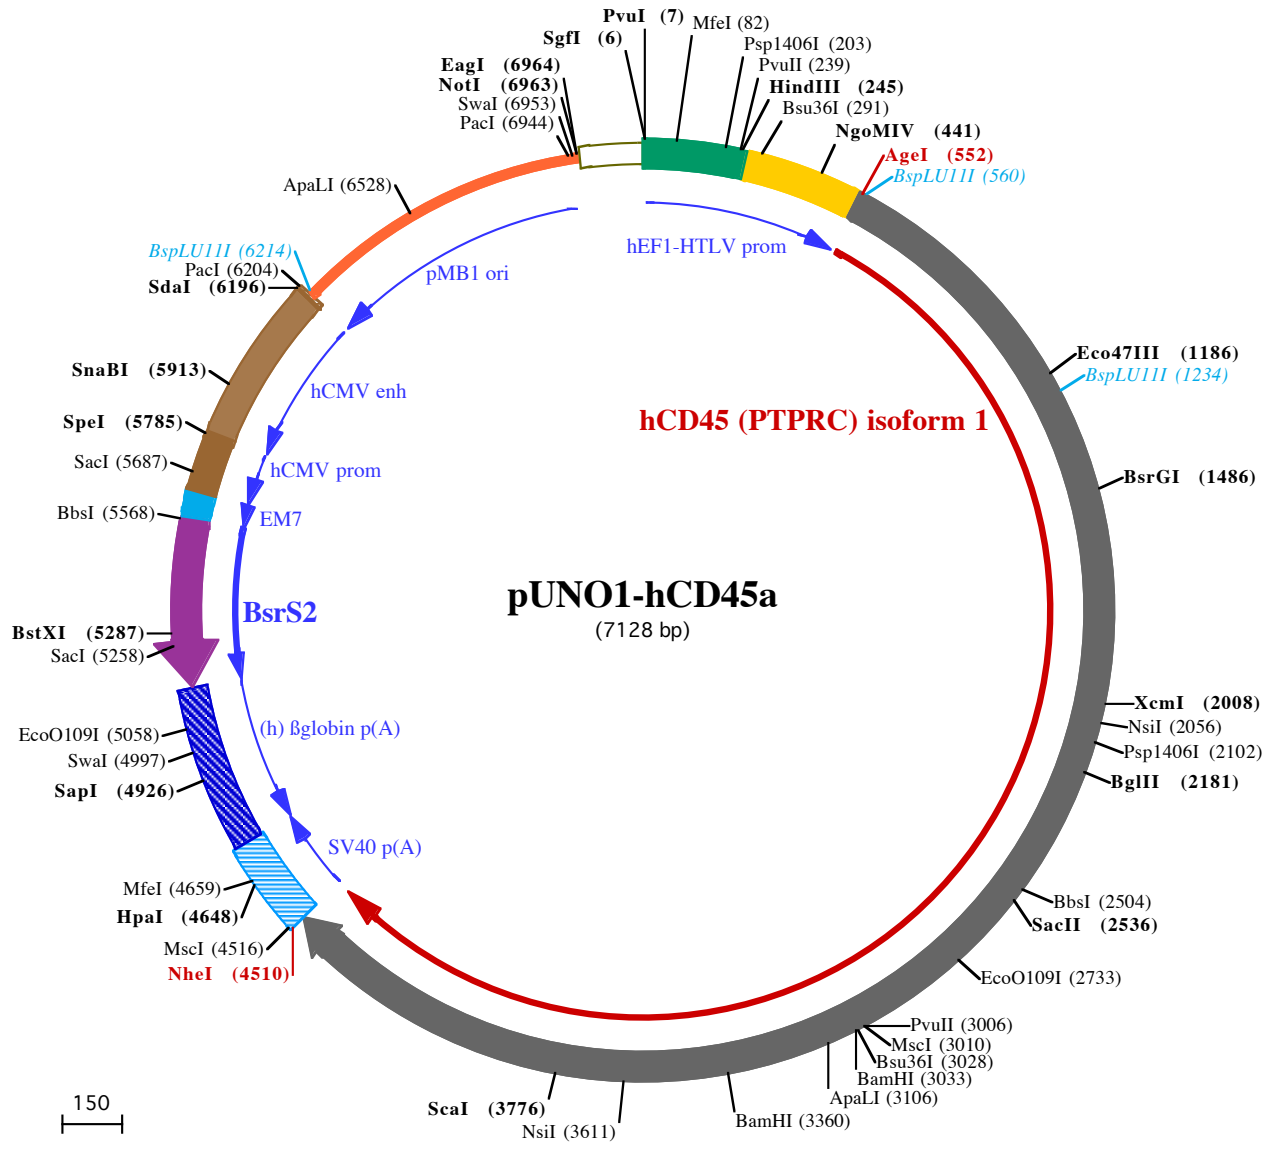 PvuI (7)
SgfI (6)
MfeI (82)
Psp1406I (203)
PvuII (239)
HindIII (245)
Bsu36I (291)
NgoMIV (441)
AgeI (552)
BspLU11I (560)
Eco47III (1186)
BspLU11I (1234)
BsrGI (1486)
XcmI (2008)
NsiI (2056)
Psp1406I (2102)
BglII (2181)
BbsI (2504)
SacII (2536)
EcoO109I (2733)
PvuII (3006)
MscI (3010)
Bsu36I (3028)
BamHI (3033)
ApaLI (3106)
BamHI (3360)
NsiI (3611)
ScaI (3776)
NheI (4510)
MscI (4516)
HpaI (4648)
MfeI (4659)
SapI (4926)
SwaI (4997)
EcoO109I (5058)
SacI (5258)
BstXI (5287)
BbsI (5568)
SacI (5687)
SpeI (5785)
SnaBI (5913)
SdaI (6196)
PacI (6204)
BspLU11I (6214)
ApaLI (6528)
PacI (6944)
SwaI (6953)
NotI (6963)
EagI (6964)
hEF1-HTLV prom
pMB1 ori
hCMV enh
hCMV prom
EM7
BsrS2
(h) ßglobin p(A)
SV40 p(A)
hCD45 (PTPRC) isoform 1
pUNO1-hCD45a
(7128 bp)
150